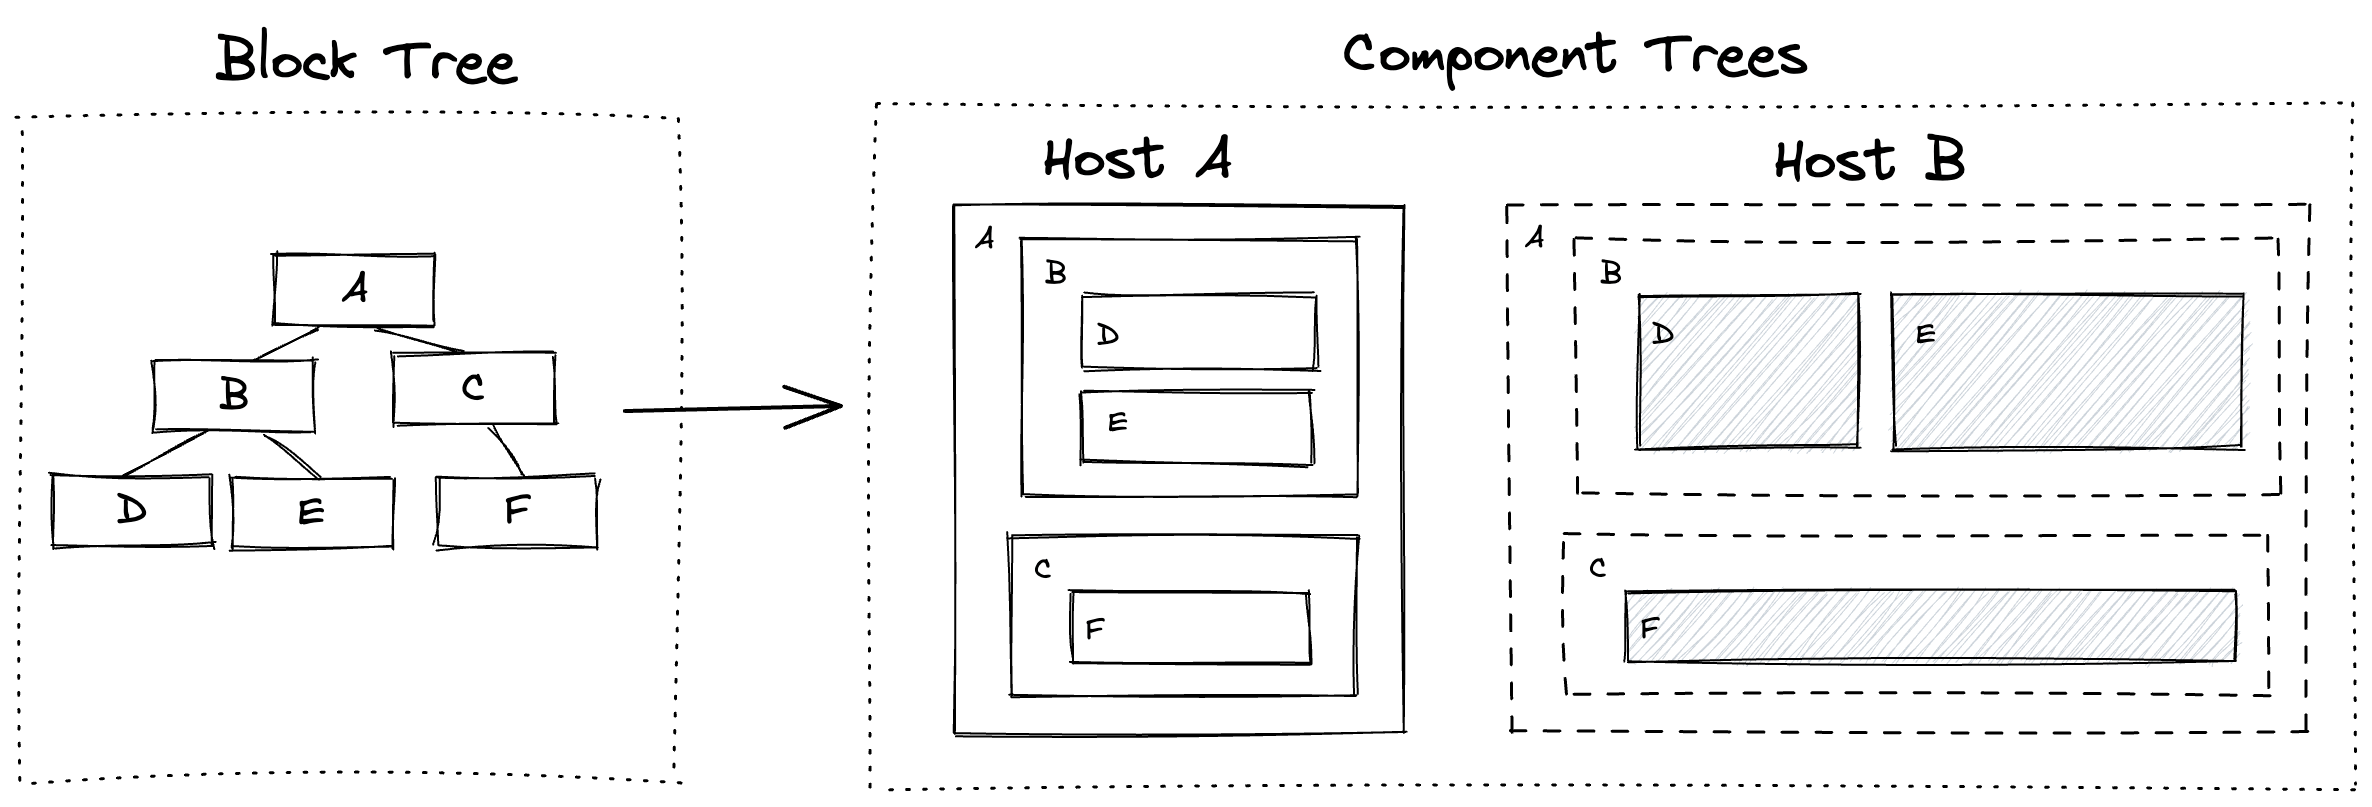 Block Tree
A
B C
D E F
Component Trees
Host A
A
B
D
E
C
F
Host B
A
B
D E
C
F